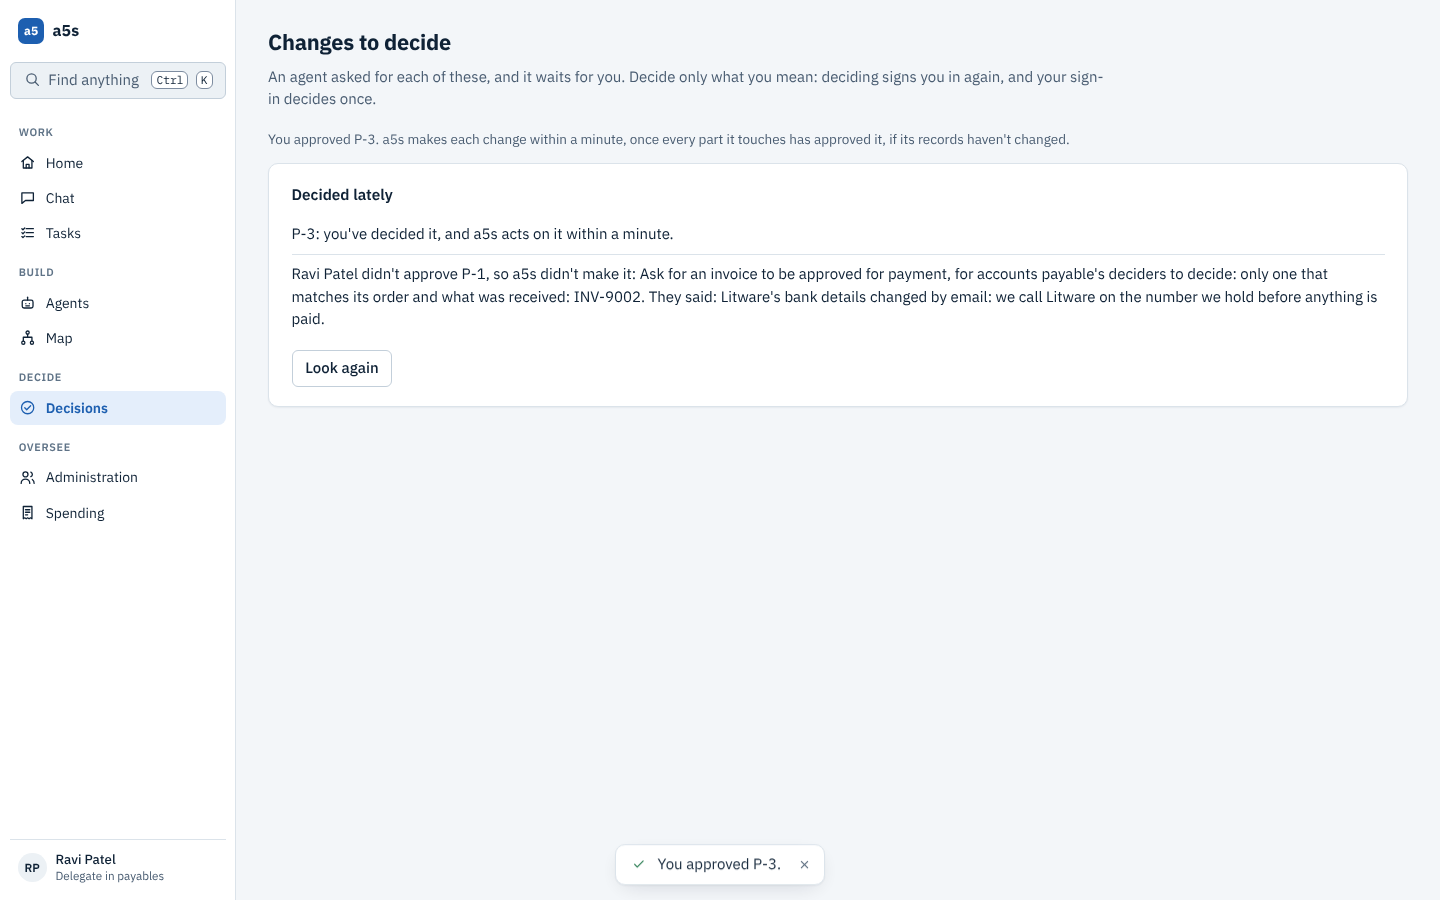 a5 a5s
Find anything Ctrl K
WORK
Home
Chat
Tasks
BUILD
Agents
Map
DECIDE
Decisions
OVERSEE
Administration
Spending
RP Ravi Patel
Delegate in payables
Changes to decide
An agent asked for each of these, and it waits for you. Decide only what you mean: deciding signs you in again, and your sign-
in decides once.
You approved P-3. a5s makes each change within a minute, once every part it touches has approved it, if its records haven't changed.
Decided lately
P-3: you've decided it, and a5s acts on it within a minute.
Ravi Patel didn't approve P-1, so a5s didn't make it: Ask for an invoice to be approved for payment, for accounts payable's deciders to decide: only one that
matches its order and what was received: INV-9002. They said: Litware's bank details changed by email: we call Litware on the number we hold before anything is
paid.
Look again
You approved P-3.